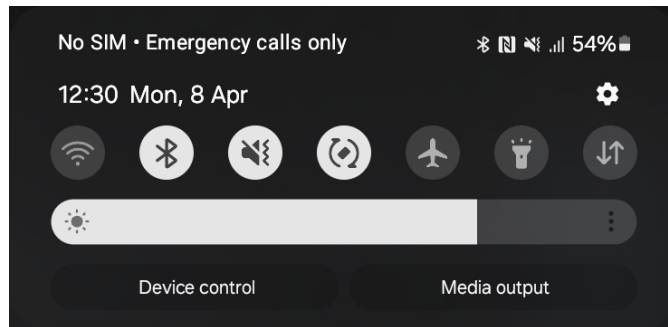 No SIM • Emergency calls only 54%
12:30 Mon, 8 Apr
Device control Media output